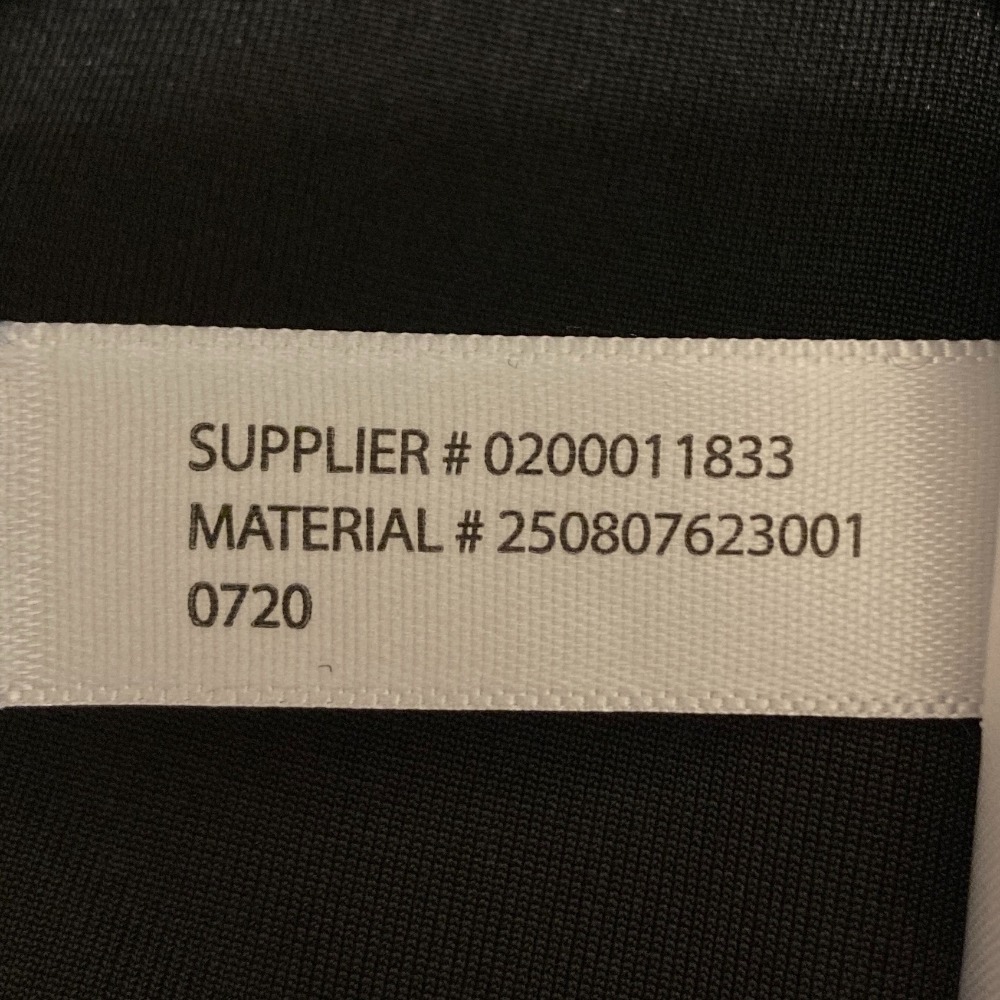 SUPPLIER # 0200011833
MATERIAL # 250807623001
0720